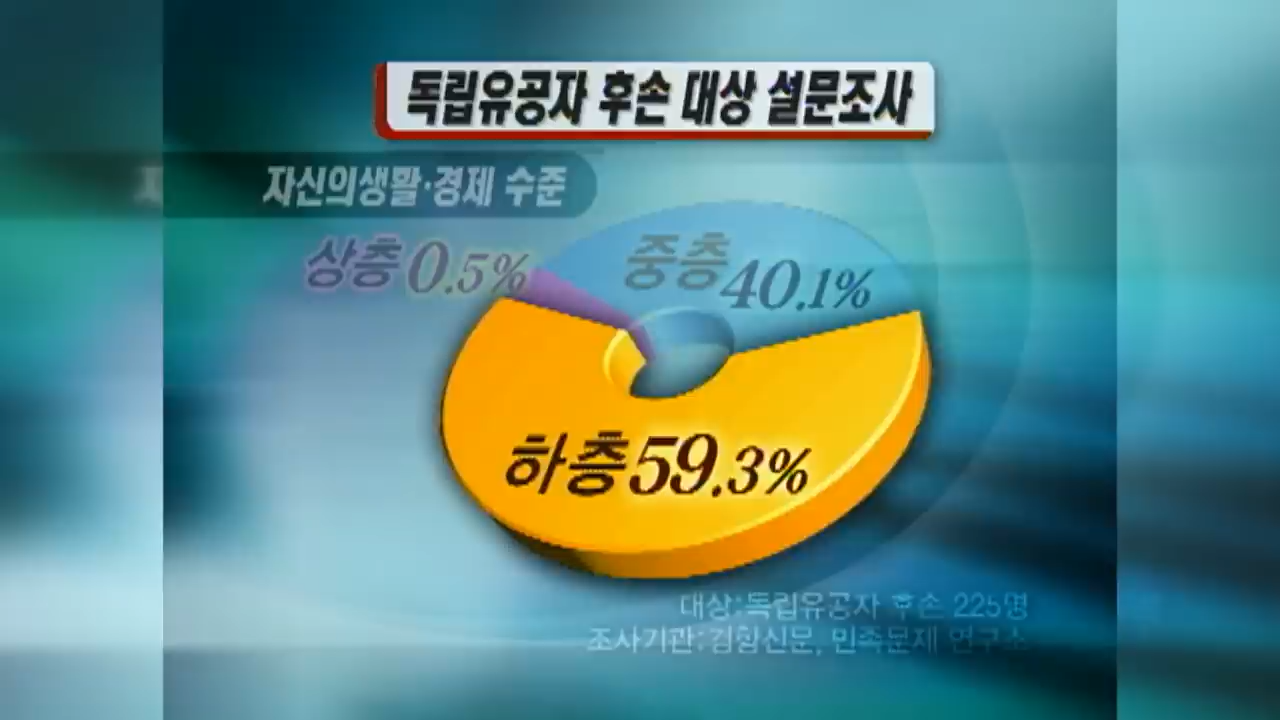 독립유공자 후손 대상 설문조사
자신의생활·경제 수준
상층 0.5%
중층 40.1%
하층 59.3%
대상:독립유공자 후손 225명
조사기관:경향신문, 민족문제 연구소